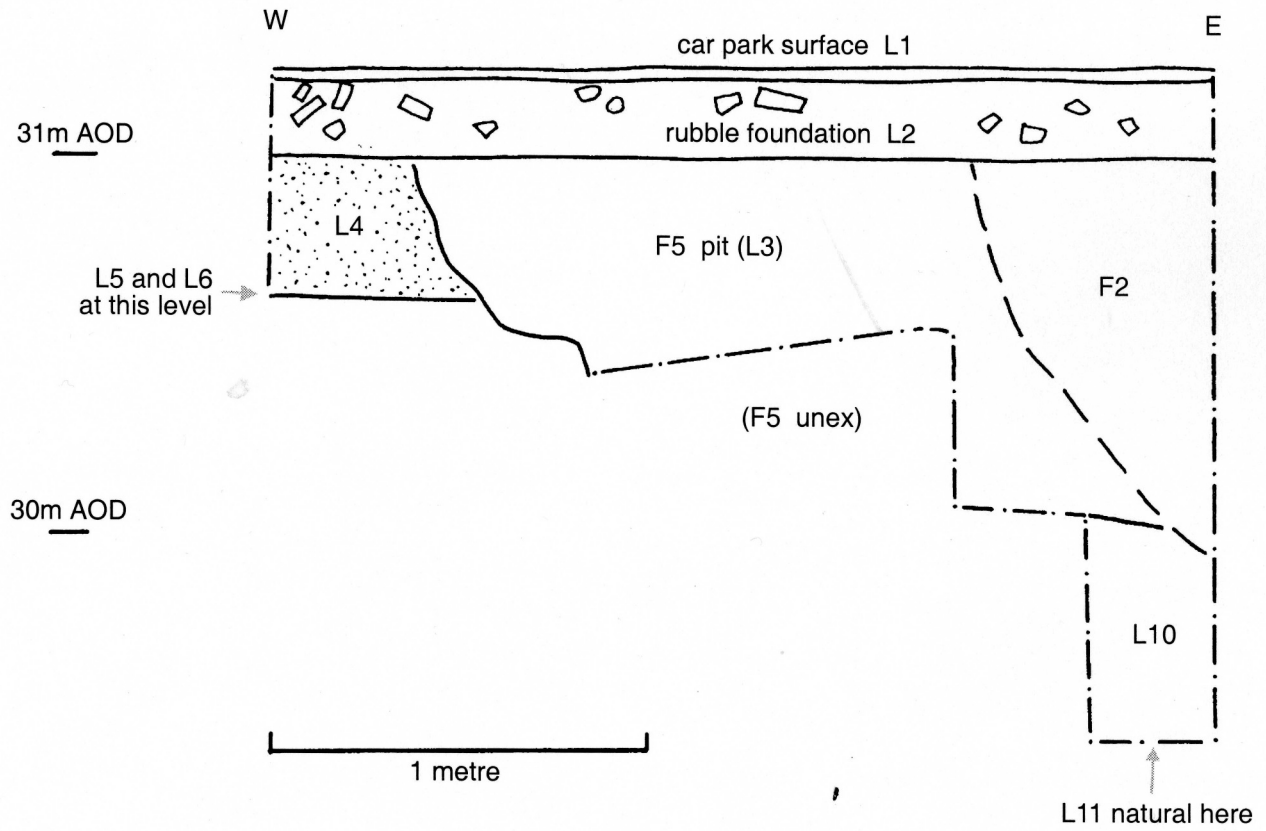 W
E
car park surface L1
31m AOD
rubble foundation L2
L4
F5 pit (L3)
F2
L5 and L6
at this level
(F5 unex)
30m AOD
L10
1 metre
L11 natural here